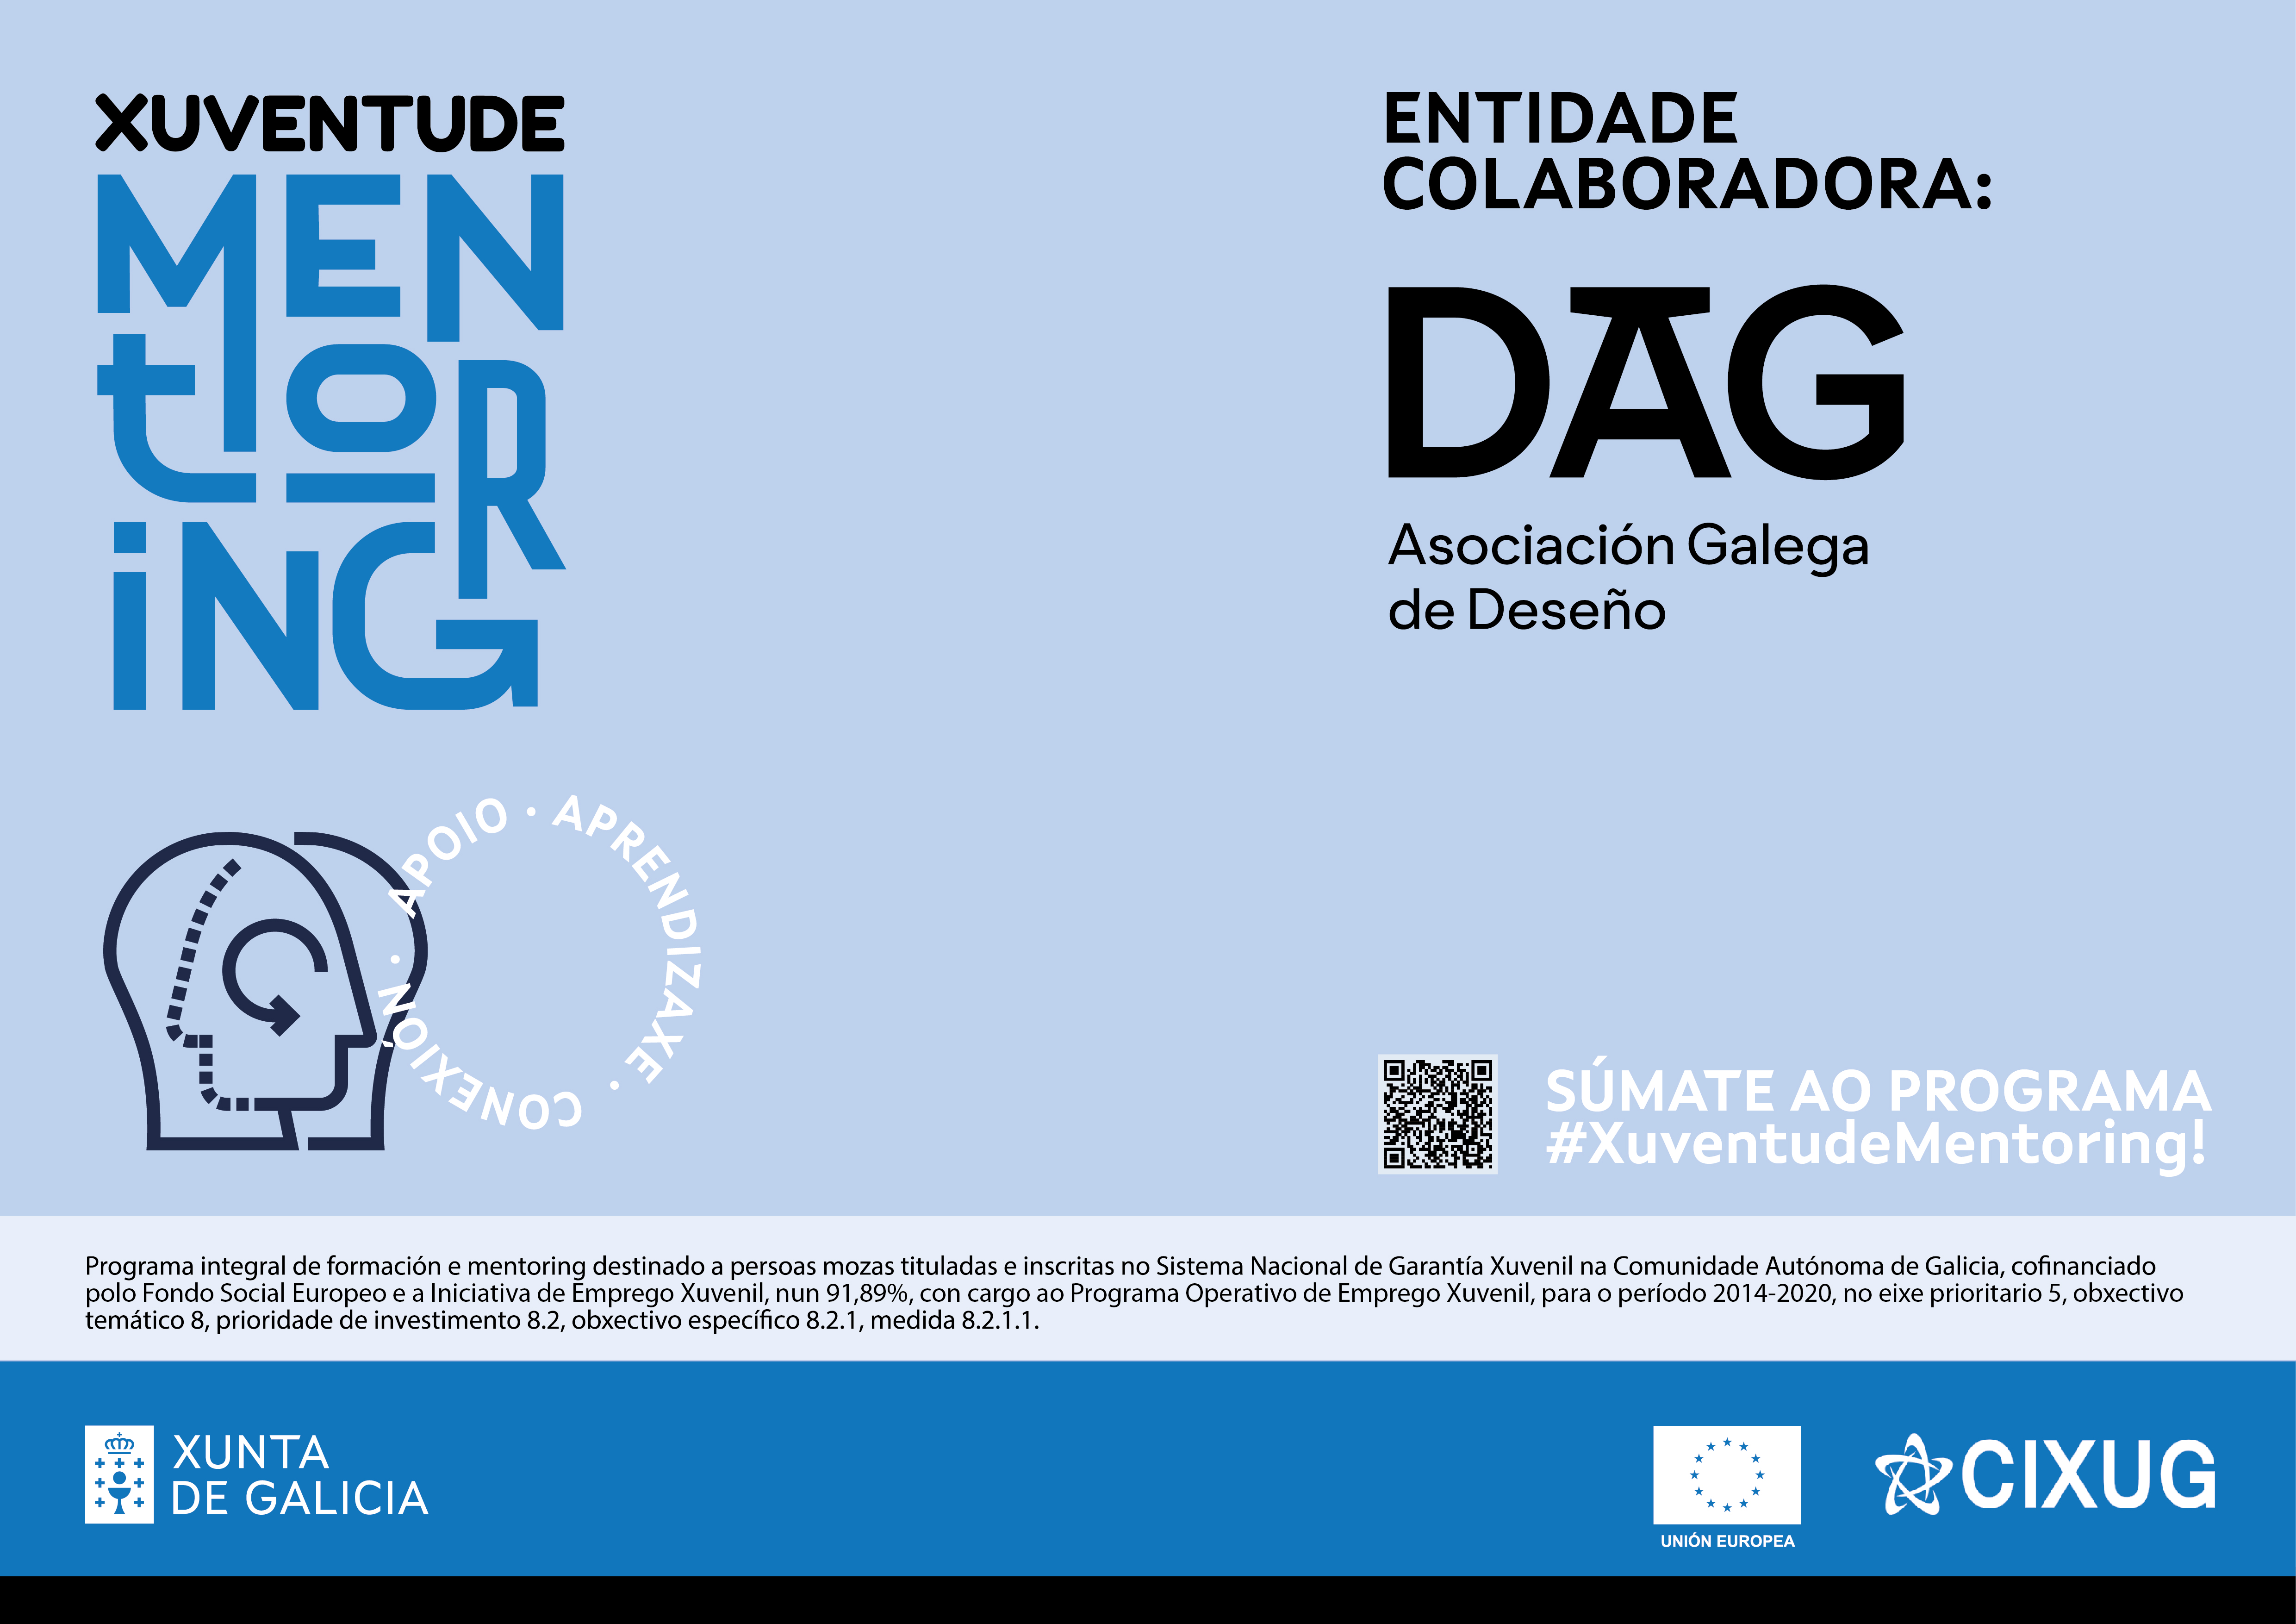 XUVENTUDE
MEN
tOR
iNG
APOIO · APRENDIZAXE · CONEXIÓN ·
ENTIDADE
COLABORADORA:
DAG
Asociación Galega
de Deseño
SÚMATE AO PROGRAMA
#XuventudeMentoring!
Programa integral de formación e mentoring destinado a persoas mozas tituladas e inscritas no Sistema Nacional de Garantía Xuvenil na Comunidade Autónoma de Galicia, cofinanciado
polo Fondo Social Europeo e a Iniciativa de Emprego Xuvenil, nun 91,89%, con cargo ao Programa Operativo de Emprego Xuvenil, para o período 2014-2020, no eixe prioritario 5, obxectivo
temático 8, prioridade de investimento 8.2, obxectivo específico 8.2.1, medida 8.2.1.1.
XUNTA
DE GALICIA
UNIÓN EUROPEA
CIXUG